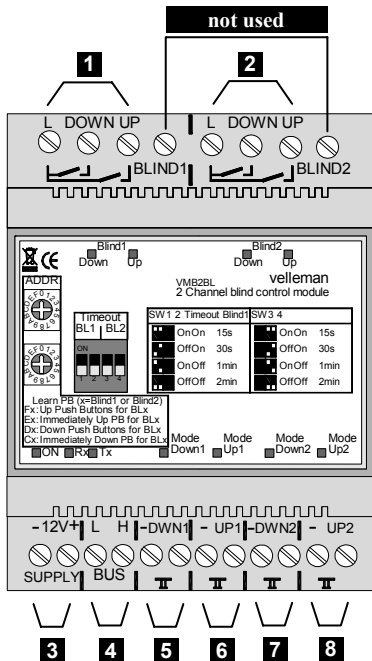 not used
1 2
L DOWN UP L DOWN UP
BLIND1 BLIND2
CE Blind1 Blind2
Down Up Down Up
ADDR velleman
VMB2BL
2 Channel blind control module
Timeout
BL1 BL2
ON
1 2 3 4
SW1 2 Timeout Blind1 SW3 4
OnOn 15s OnOn 15s
OffOn 30s OffOn 30s
OnOff 1min OnOff 1min
OffOff 2min OffOff 2min
Learn PB (x=Blind1 or Blind2)
Fx:Up Push Buttons for BLx
Ex:Immediately Up PB for BLx
Dx:Down Push Buttons for BLx
Cx:Immediately Down PB for BLx
ON Rx Tx
Mode Mode Mode Mode
Down1 Up1 Down2 Up2
-12V+ L H -DWN1 - UP1 -DWN2 - UP2
SUPPLY BUS
3 4 5 6 7 8